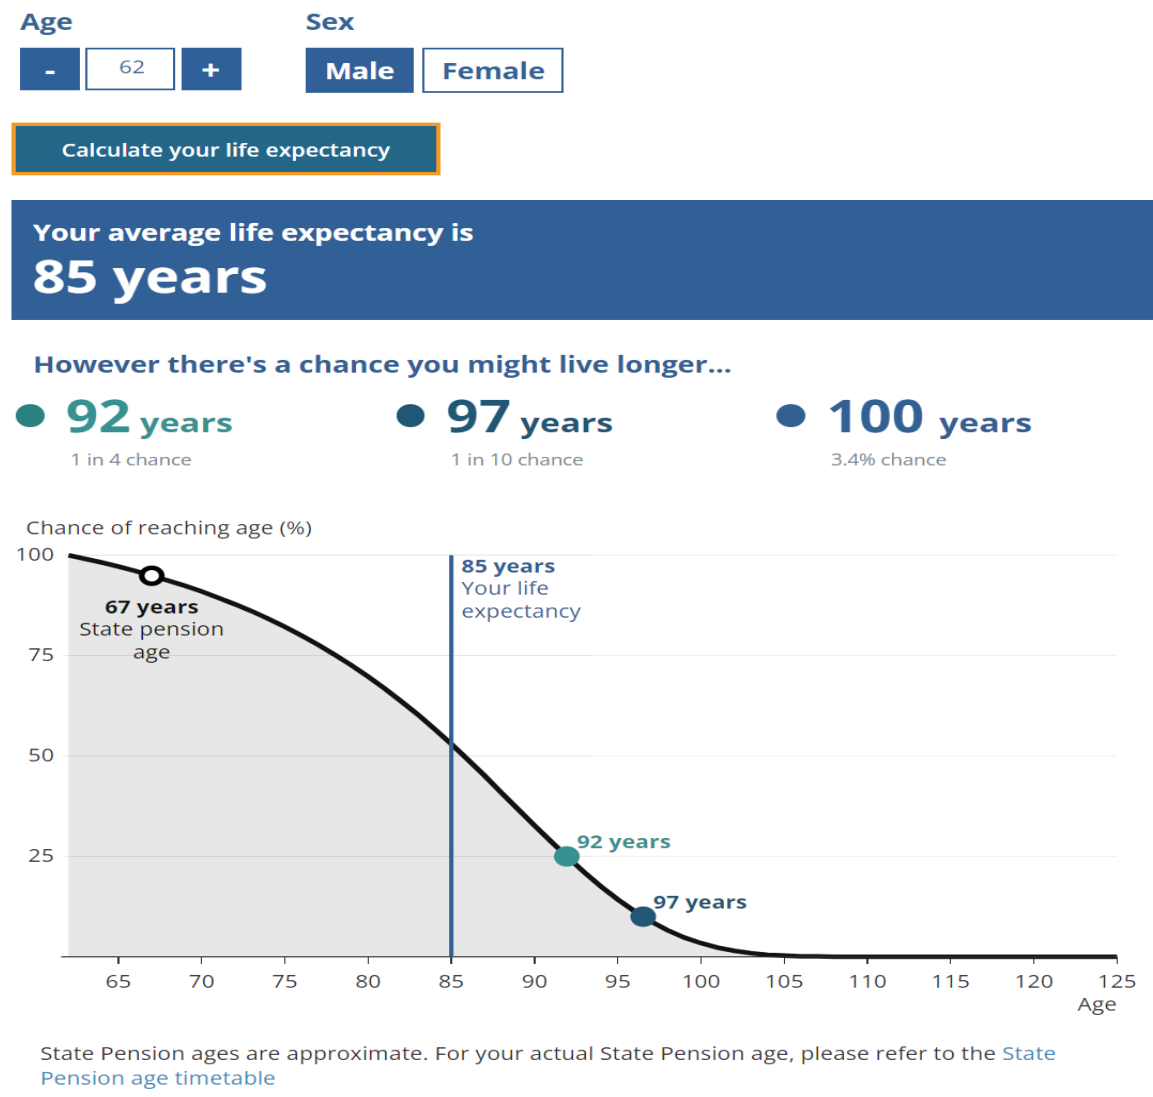 Age
Sex
-
62
+
Male
Female
Calculate your life expectancy
Your average life expectancy is
85 years
However there's a chance you might live longer...
92 years
1 in 4 chance
97 years
1 in 10 chance
100 years
3.4% chance
Chance of reaching age (%)
100
75
50
25
67 years
State pension
age
85 years
Your life
expectancy
92 years
97 years
65 70 75 80 85 90 95 100 105 110 115 120 125
Age
State Pension ages are approximate. For your actual State Pension age, please refer to the State
Pension age timetable